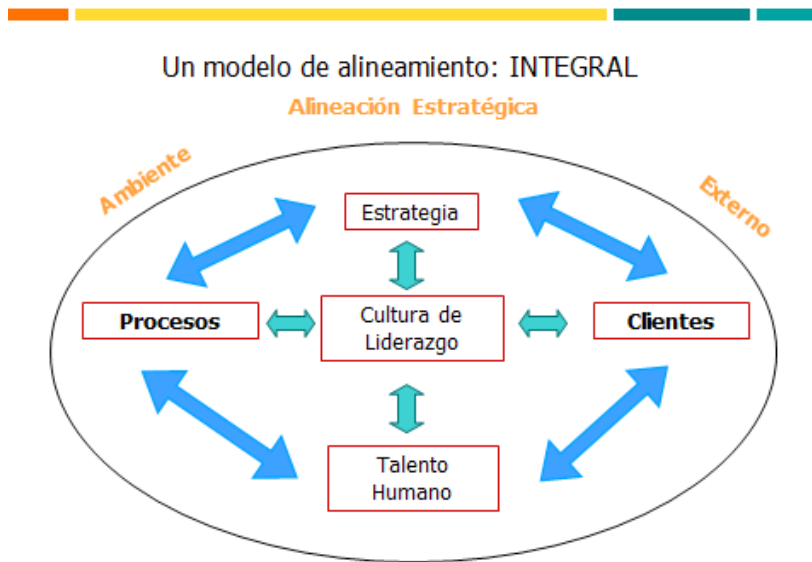 Un modelo de alineamiento: INTEGRAL
Alineación Estratégica
Ambiente
Externo
Estrategia
Procesos
Cultura de
Liderazgo
Clientes
Talento
Humano